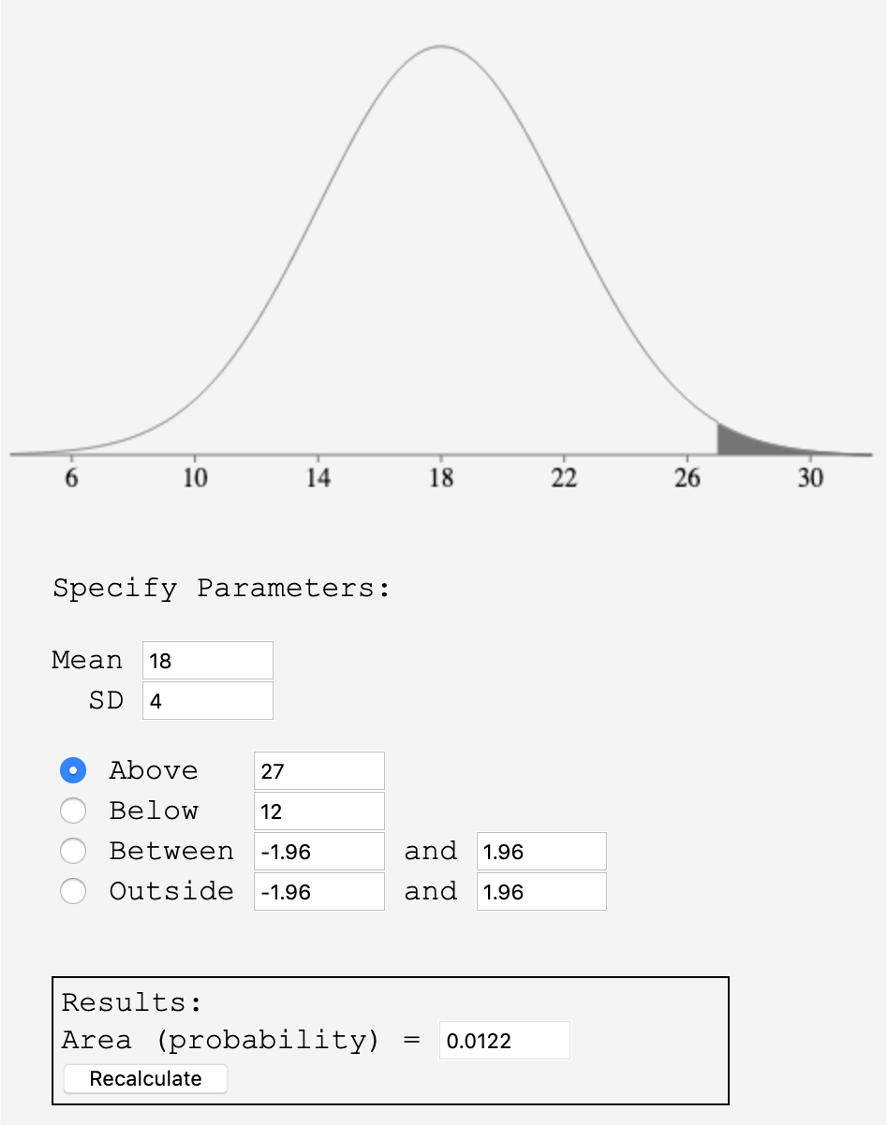 6 10 14 18 22 26 30
Specify Parameters:
Mean 18
SD 4
Above 27
Below 12
Between -1.96 and 1.96
Outside -1.96 and 1.96
Results:
Area (probability) = 0.0122
Recalculate